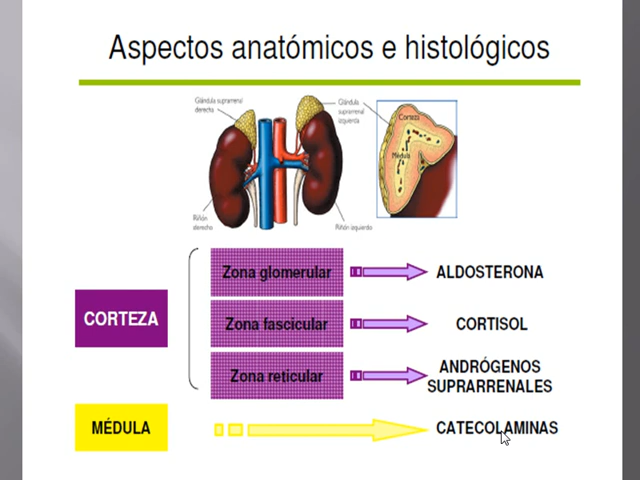 Aspectos anatómicos e histológicos
Glándula suprarrenal
derecho
Glándula
suprarrenal
izquierda
Corteza
Médula
Riñón
derecho
Riñón izquierdo
Zona glomerular
ALDOSTERONA
CORTEZA
Zona fascicular
CORTISOL
Zona reticular
ANDRÓGENOS
SUPRARRENALES
MÉDULA
CATECOLAMINAS